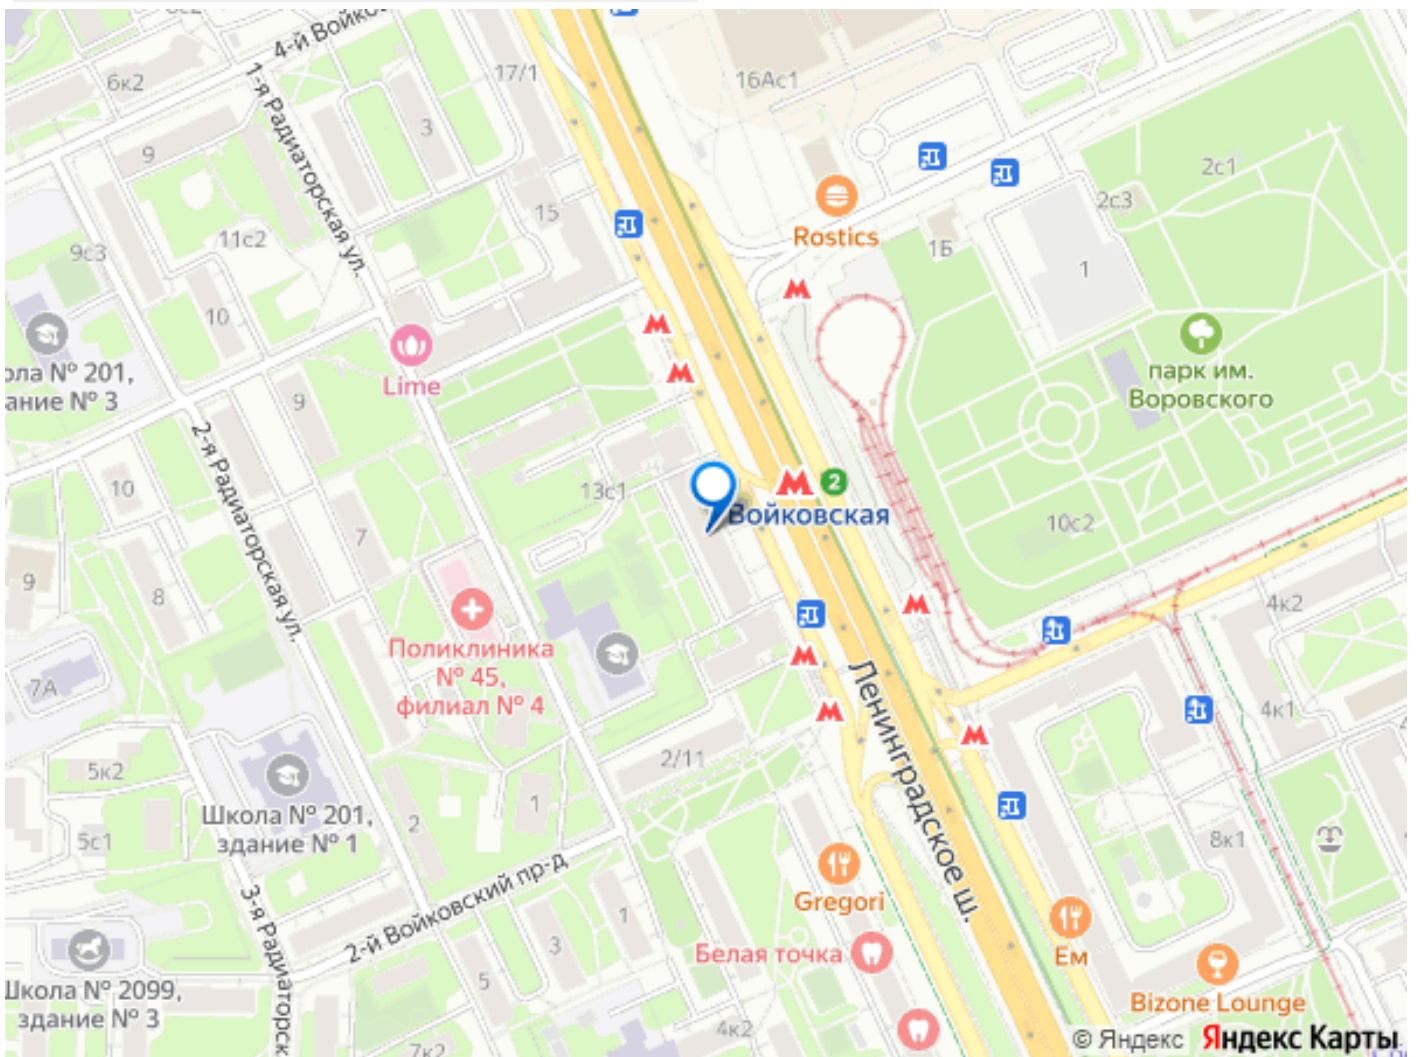 4-й Войко
6к2
17/1
16Ас1
1-я Радиаторская ул.
3
9
2с1
2с3
15
Rostics
11с2
9с3
1Б
1
10
парк им.
Воровского
ола № 201,
ание № 3
Lime
9
2-я Радиаторская ул.
10
13с1
2
Войковская
10с2
7
9
8
4к2
Поликлиника
№ 45,
филиал № 4
7А
Ленинградское ш.
4к1
2/11
5к2
1
Школа № 201,
здание № 1
2
5с1
8к1
2-й Войковский пр-д
Gregori
3-я Радиаторск
1
3
Белая точка
Ем
5
Школа № 2099,
здание № 3
Bizone Lounge
4к2
7к2
© Яндекс Яндекс Карты